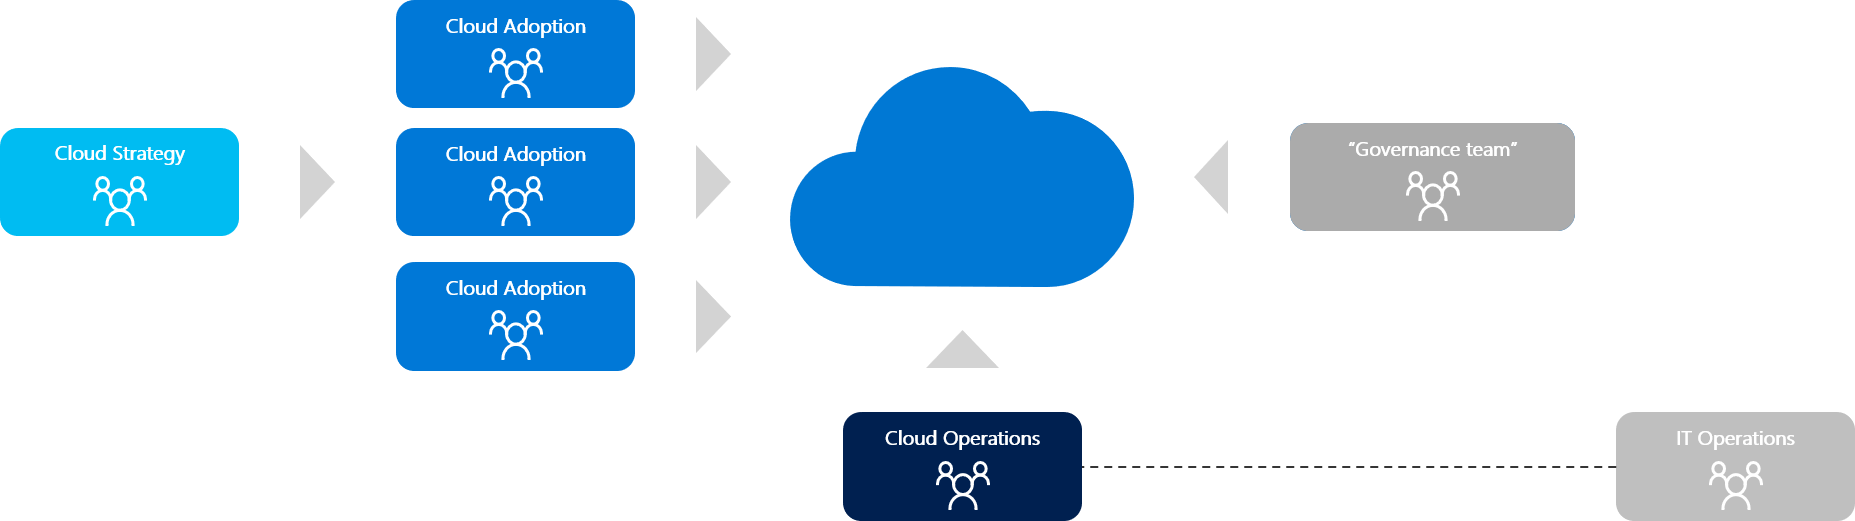 Cloud Adoption
Cloud Strategy
Cloud Adoption
"Governance team"
Cloud Adoption
Cloud Operations
IT Operations